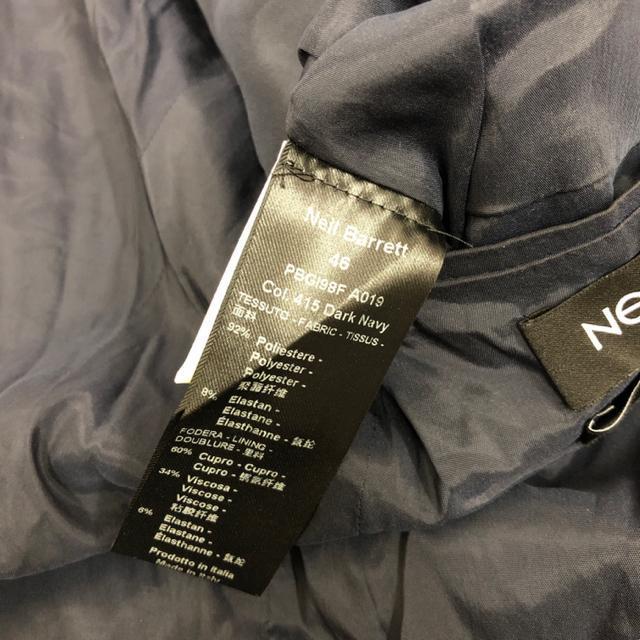 Neil Barrett
46
PBGI98F A019
Col: 415 Dark Navy
TESSUTO - FABRIC - TISSUS -
面料
92% Poliestere -
Polyester -
Polyester -
聚酯纤维
8% Elastan -
Elastane -
Elasthanne - 氨纶
FODERA - LINING -
DOUBLURE - 里料
60% Cupro - Cupro -
Cupro - 铜氨纤维
34% Viscosa -
Viscose -
Viscose -
粘胶纤维
6% Elastan -
Elastane -
Elasthanne - 氨纶
Prodotto in Italia
Made in Italy
Ne